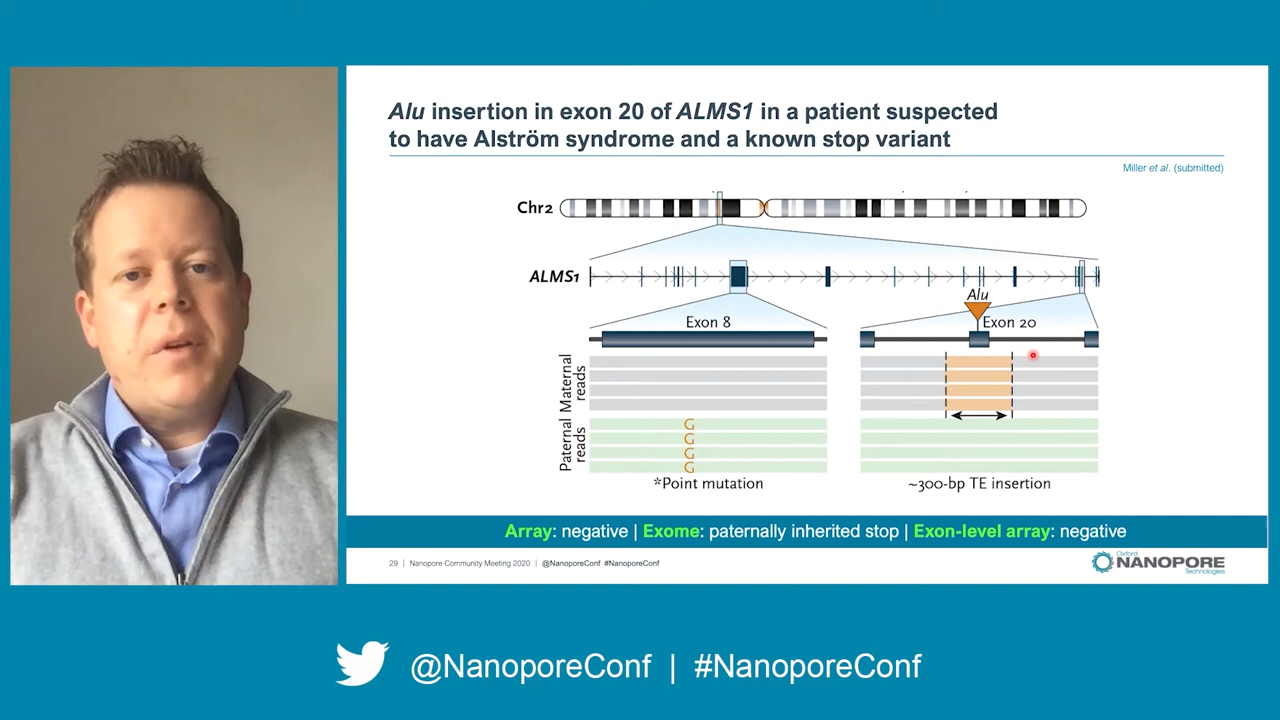 Alu insertion in exon 20 of ALMS1 in a patient suspected
to have Alström syndrome and a known stop variant
Miller et al. (submitted)
Chr2
ALMS1
Alu
Exon 8
Exon 20
Maternal
reads
Paternal
reads
G
G
G
G
*Point mutation
~300-bp TE insertion
Array: negative | Exome: paternally inherited stop | Exon-level array: negative
29 | Nanopore Community Meeting 2020 | @NanoporeConf #NanoporeConf
Oxford
NANOPORE
Technologies
@NanoporeConf | #NanoporeConf